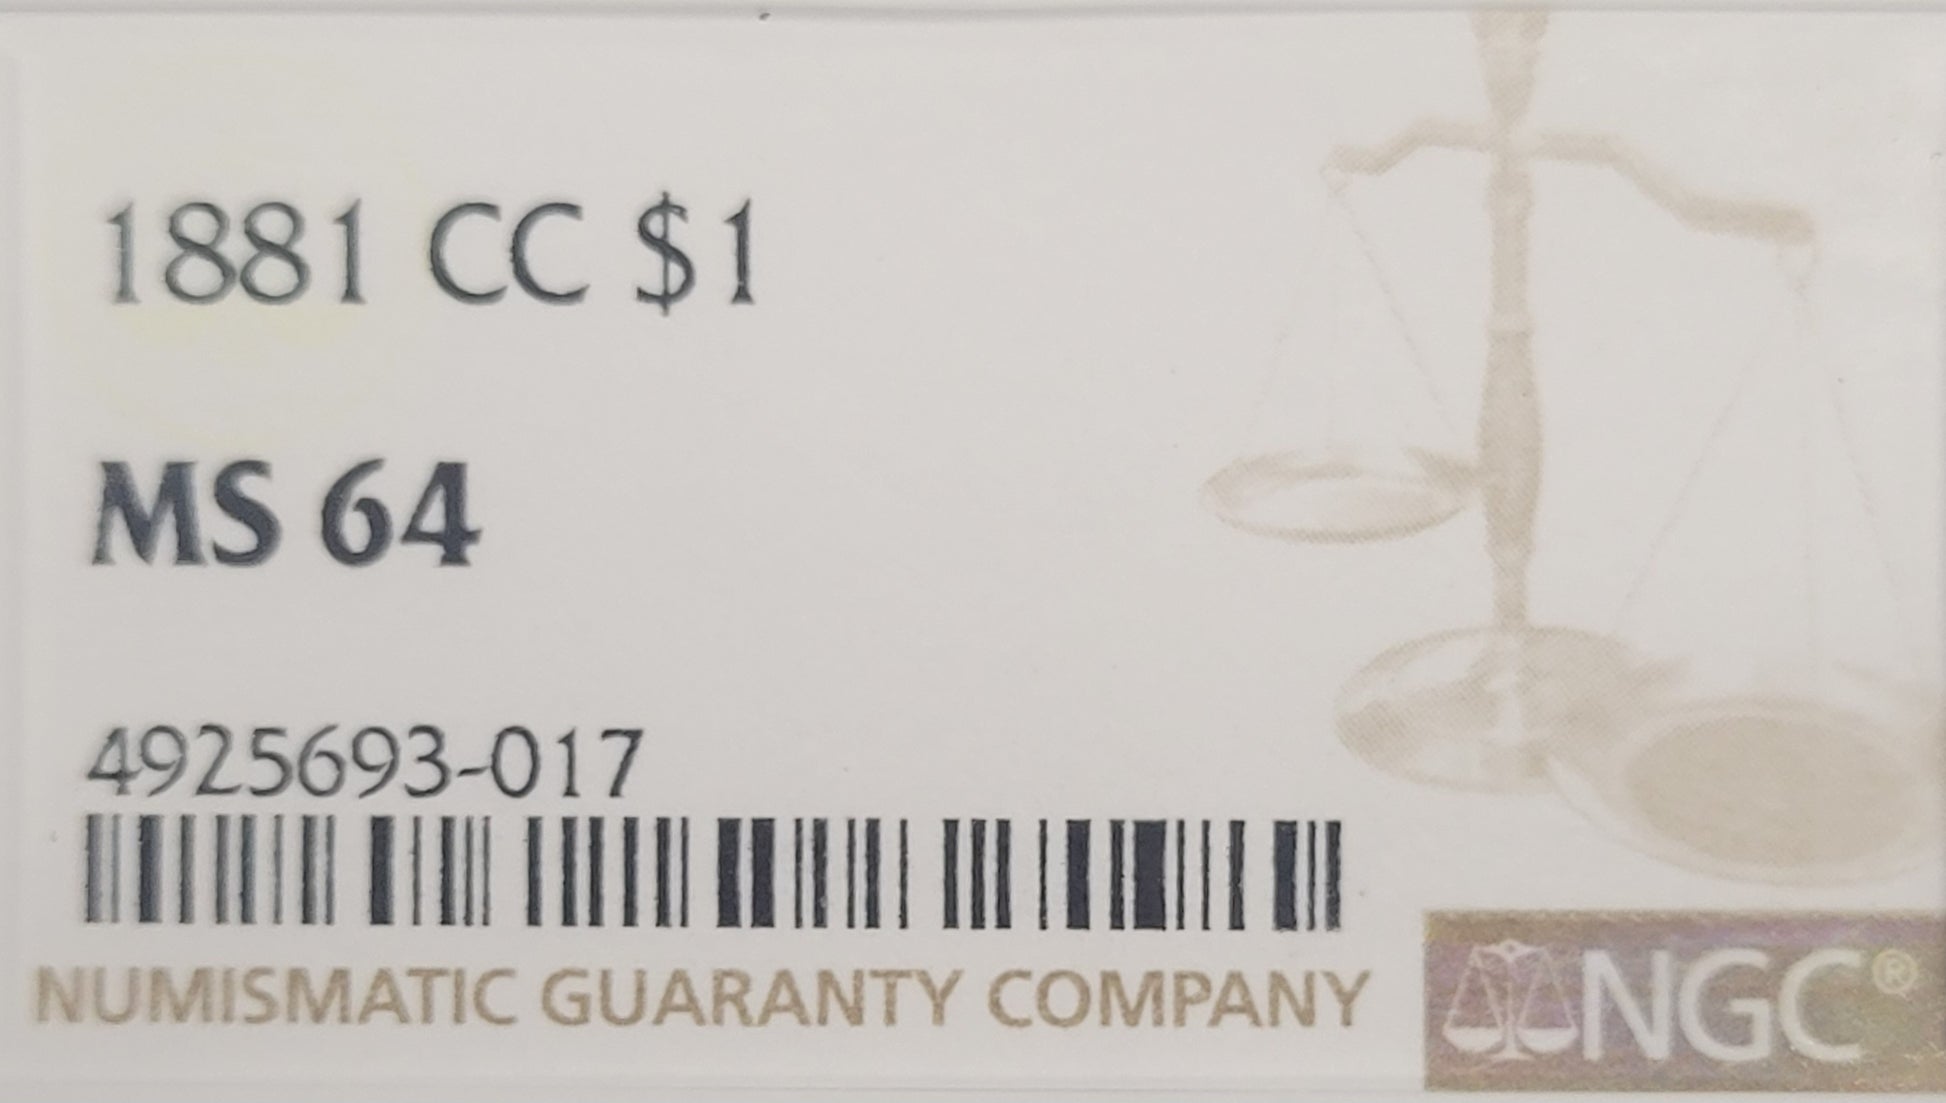 1881 CC $1
MS 64
4925693-017
NUMISMATIC GUARANTY COMPANY
NGC®